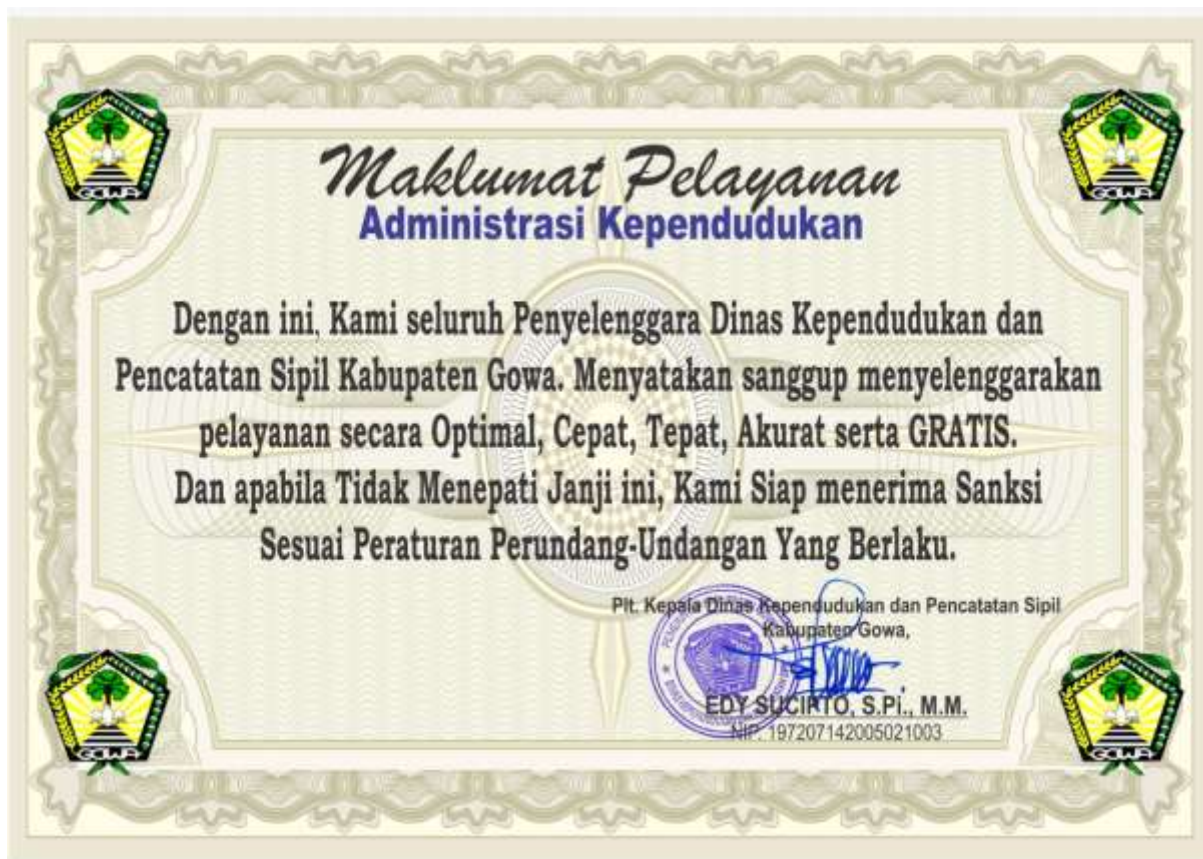 Maklumat Pelayanan
Administrasi Kependudukan
Dengan ini, Kami seluruh Penyelenggara Dinas Kependudukan dan
Pencatatan Sipil Kabupaten Gowa. Menyatakan sanggup menyelenggarakan
pelayanan secara Optimal, Cepat, Tepat, Akurat serta GRATIS.
Dan apabila Tidak Menepati Janji ini, Kami Siap menerima Sanksi
Sesuai Peraturan Perundang-Undangan Yang Berlaku.
Plt. Kepala Dinas Kependudukan dan Pencatatan Sipil
Kabupaten Gowa,
EDY SUCIPTO, S.Pi., M.M.
NIP. 197207142005021003
GOWA
GOWA
GOWA
GOWA